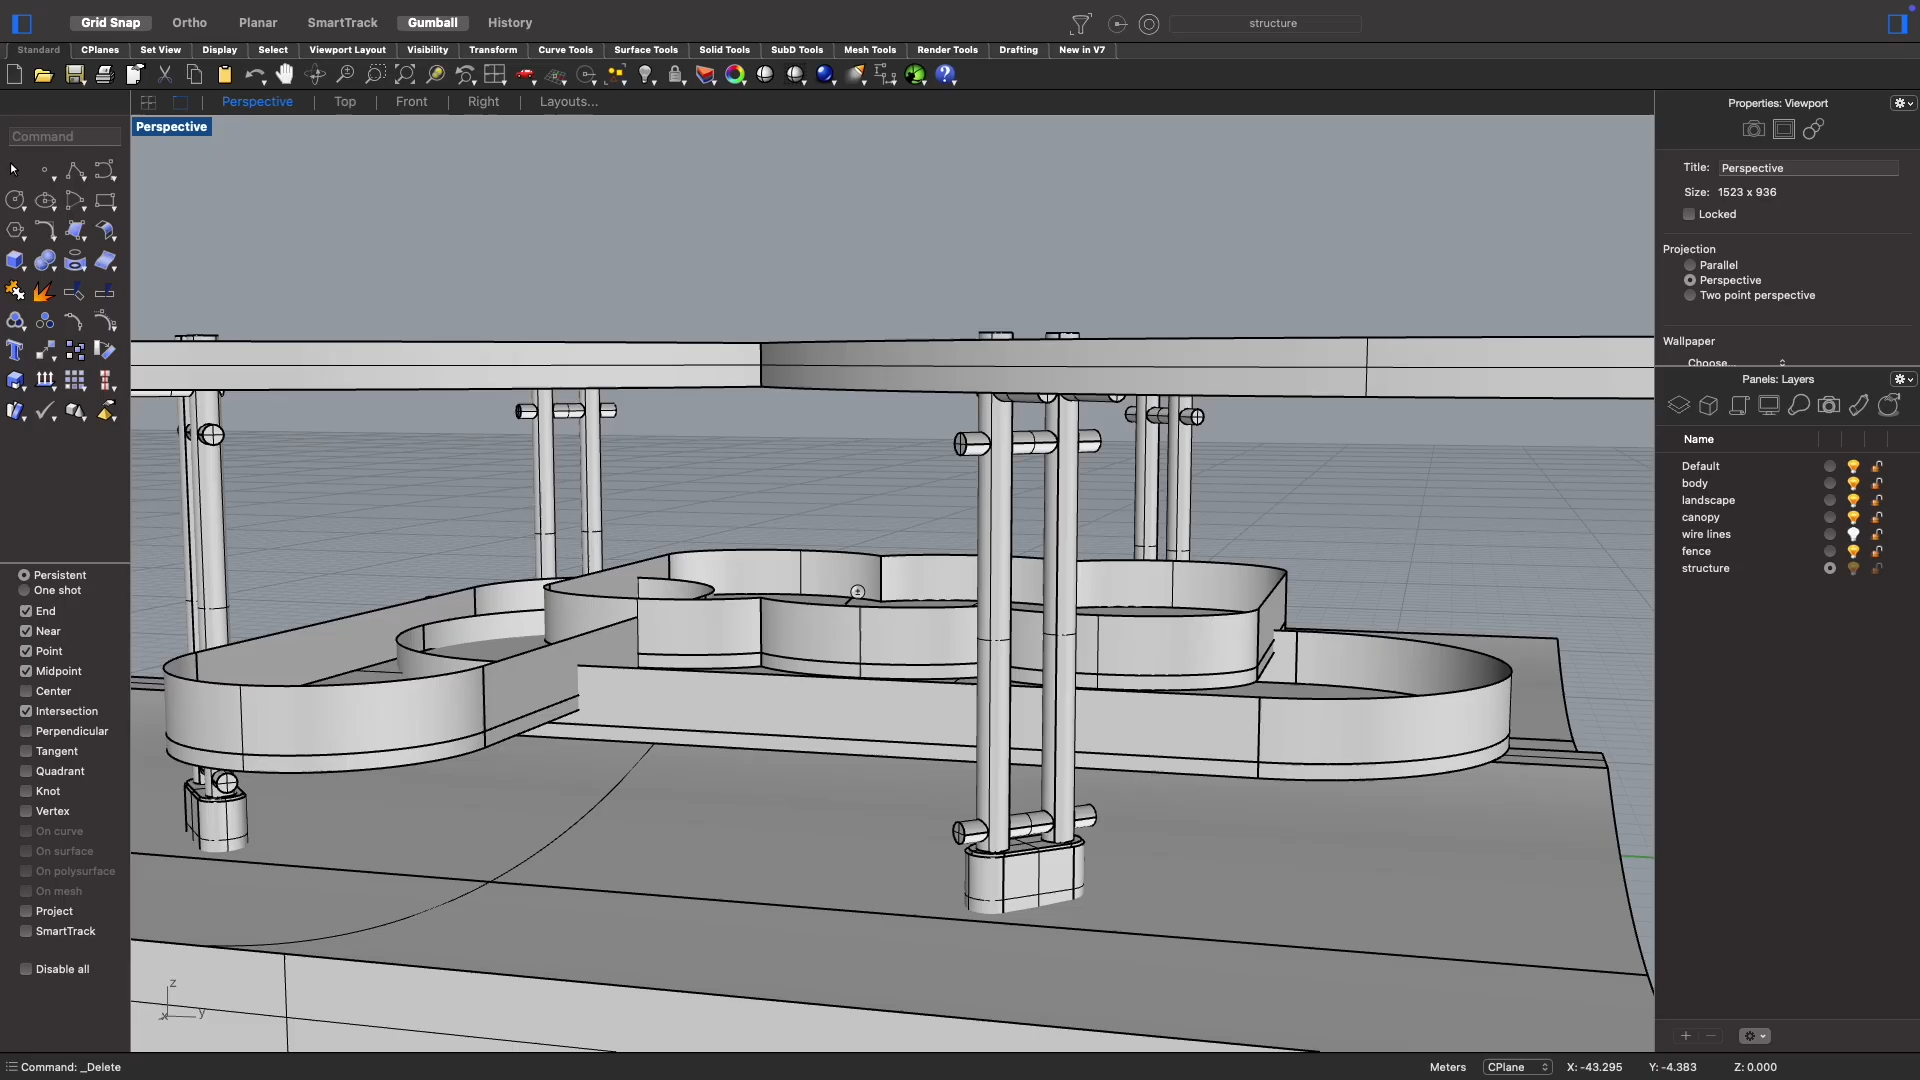 Grid Snap Ortho Planar SmartTrack Gumball History structure
Standard CPlanes Set View Display Select Viewport Layout Visibility Transform Curve Tools Surface Tools Solid Tools SubD Tools Mesh Tools Render Tools Drafting New in V7
Perspective Top Front Right Layouts...
Perspective
Command
Persistent
One shot
End
Near
Point
Midpoint
Center
Intersection
Perpendicular
Tangent
Quadrant
Knot
Vertex
On curve
On surface
On polysurface
On mesh
Project
SmartTrack
Disable all
z
x y
Properties: Viewport
Title: Perspective
Size: 1523 x 936
Locked
Projection
Parallel
Perspective
Two point perspective
Wallpaper
Choose...
Panels: Layers
Name
Default
body
landscape
canopy
wire lines
fence
structure
Command: _Delete
Meters CPlane X: -43.295 Y: -4.383 Z: 0.000